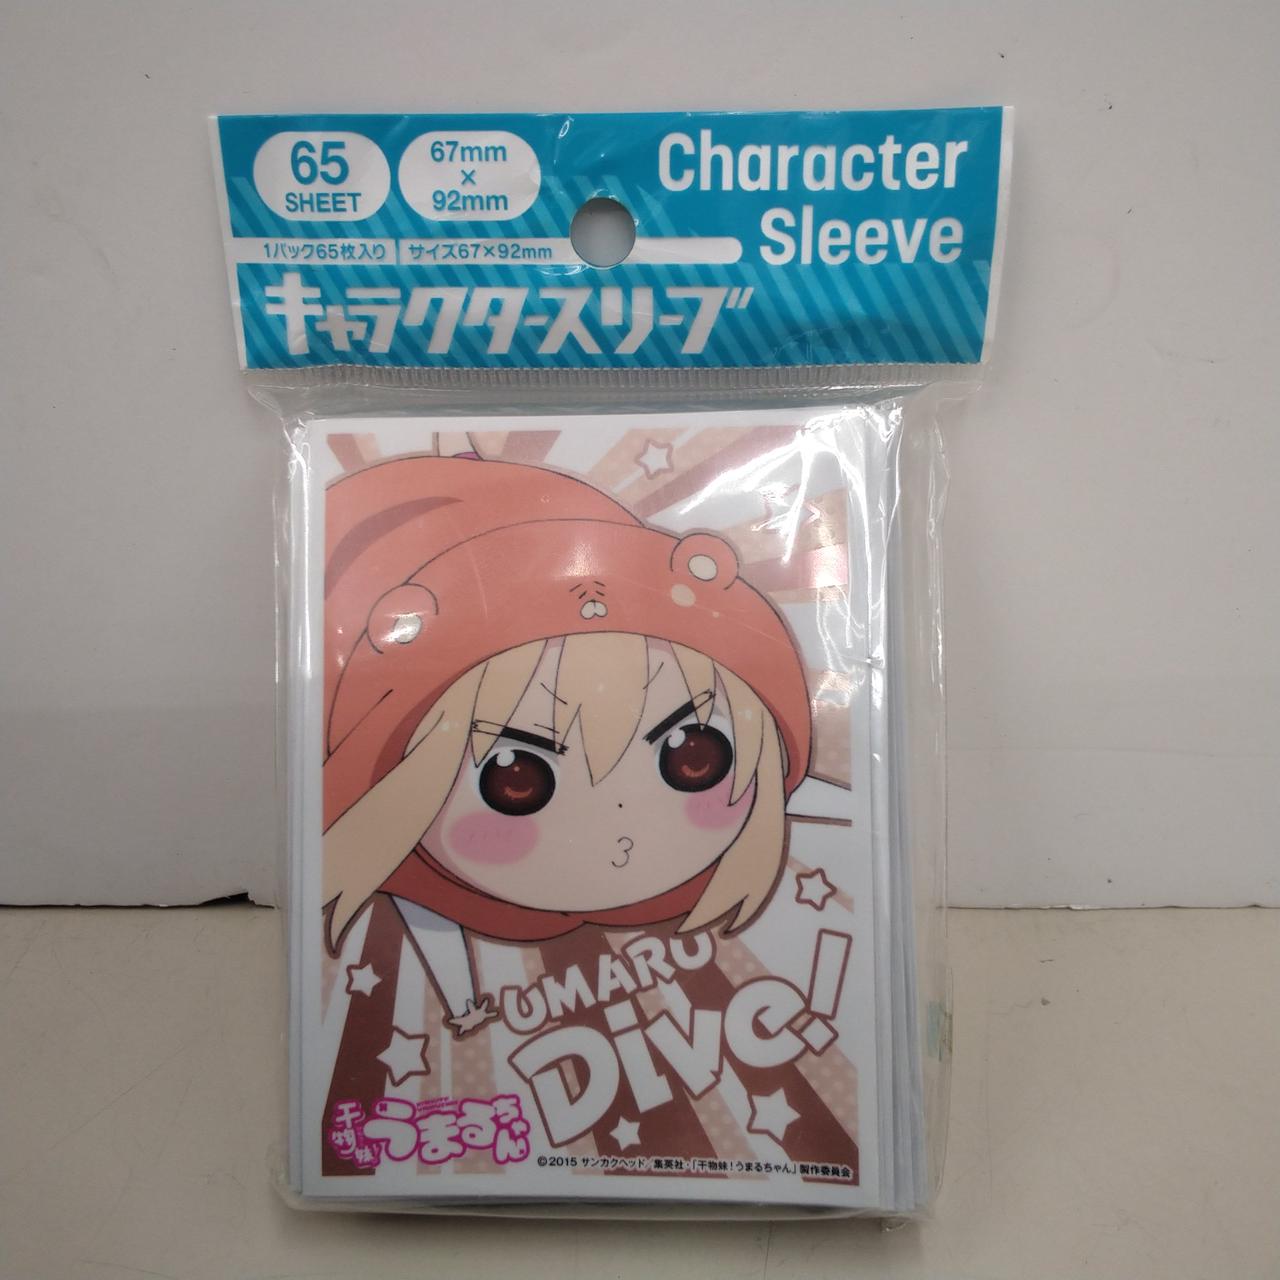 65
SHEET
67mm
×
92mm
Character
Sleeve
1パック65枚入り サイズ67×92mm
キャラクタースリーブ
UMARU
Dive!
干物妹!
うまるちゃん
©2015 サンカクヘッド/集英社・「干物妹!うまるちゃん」製作委員会